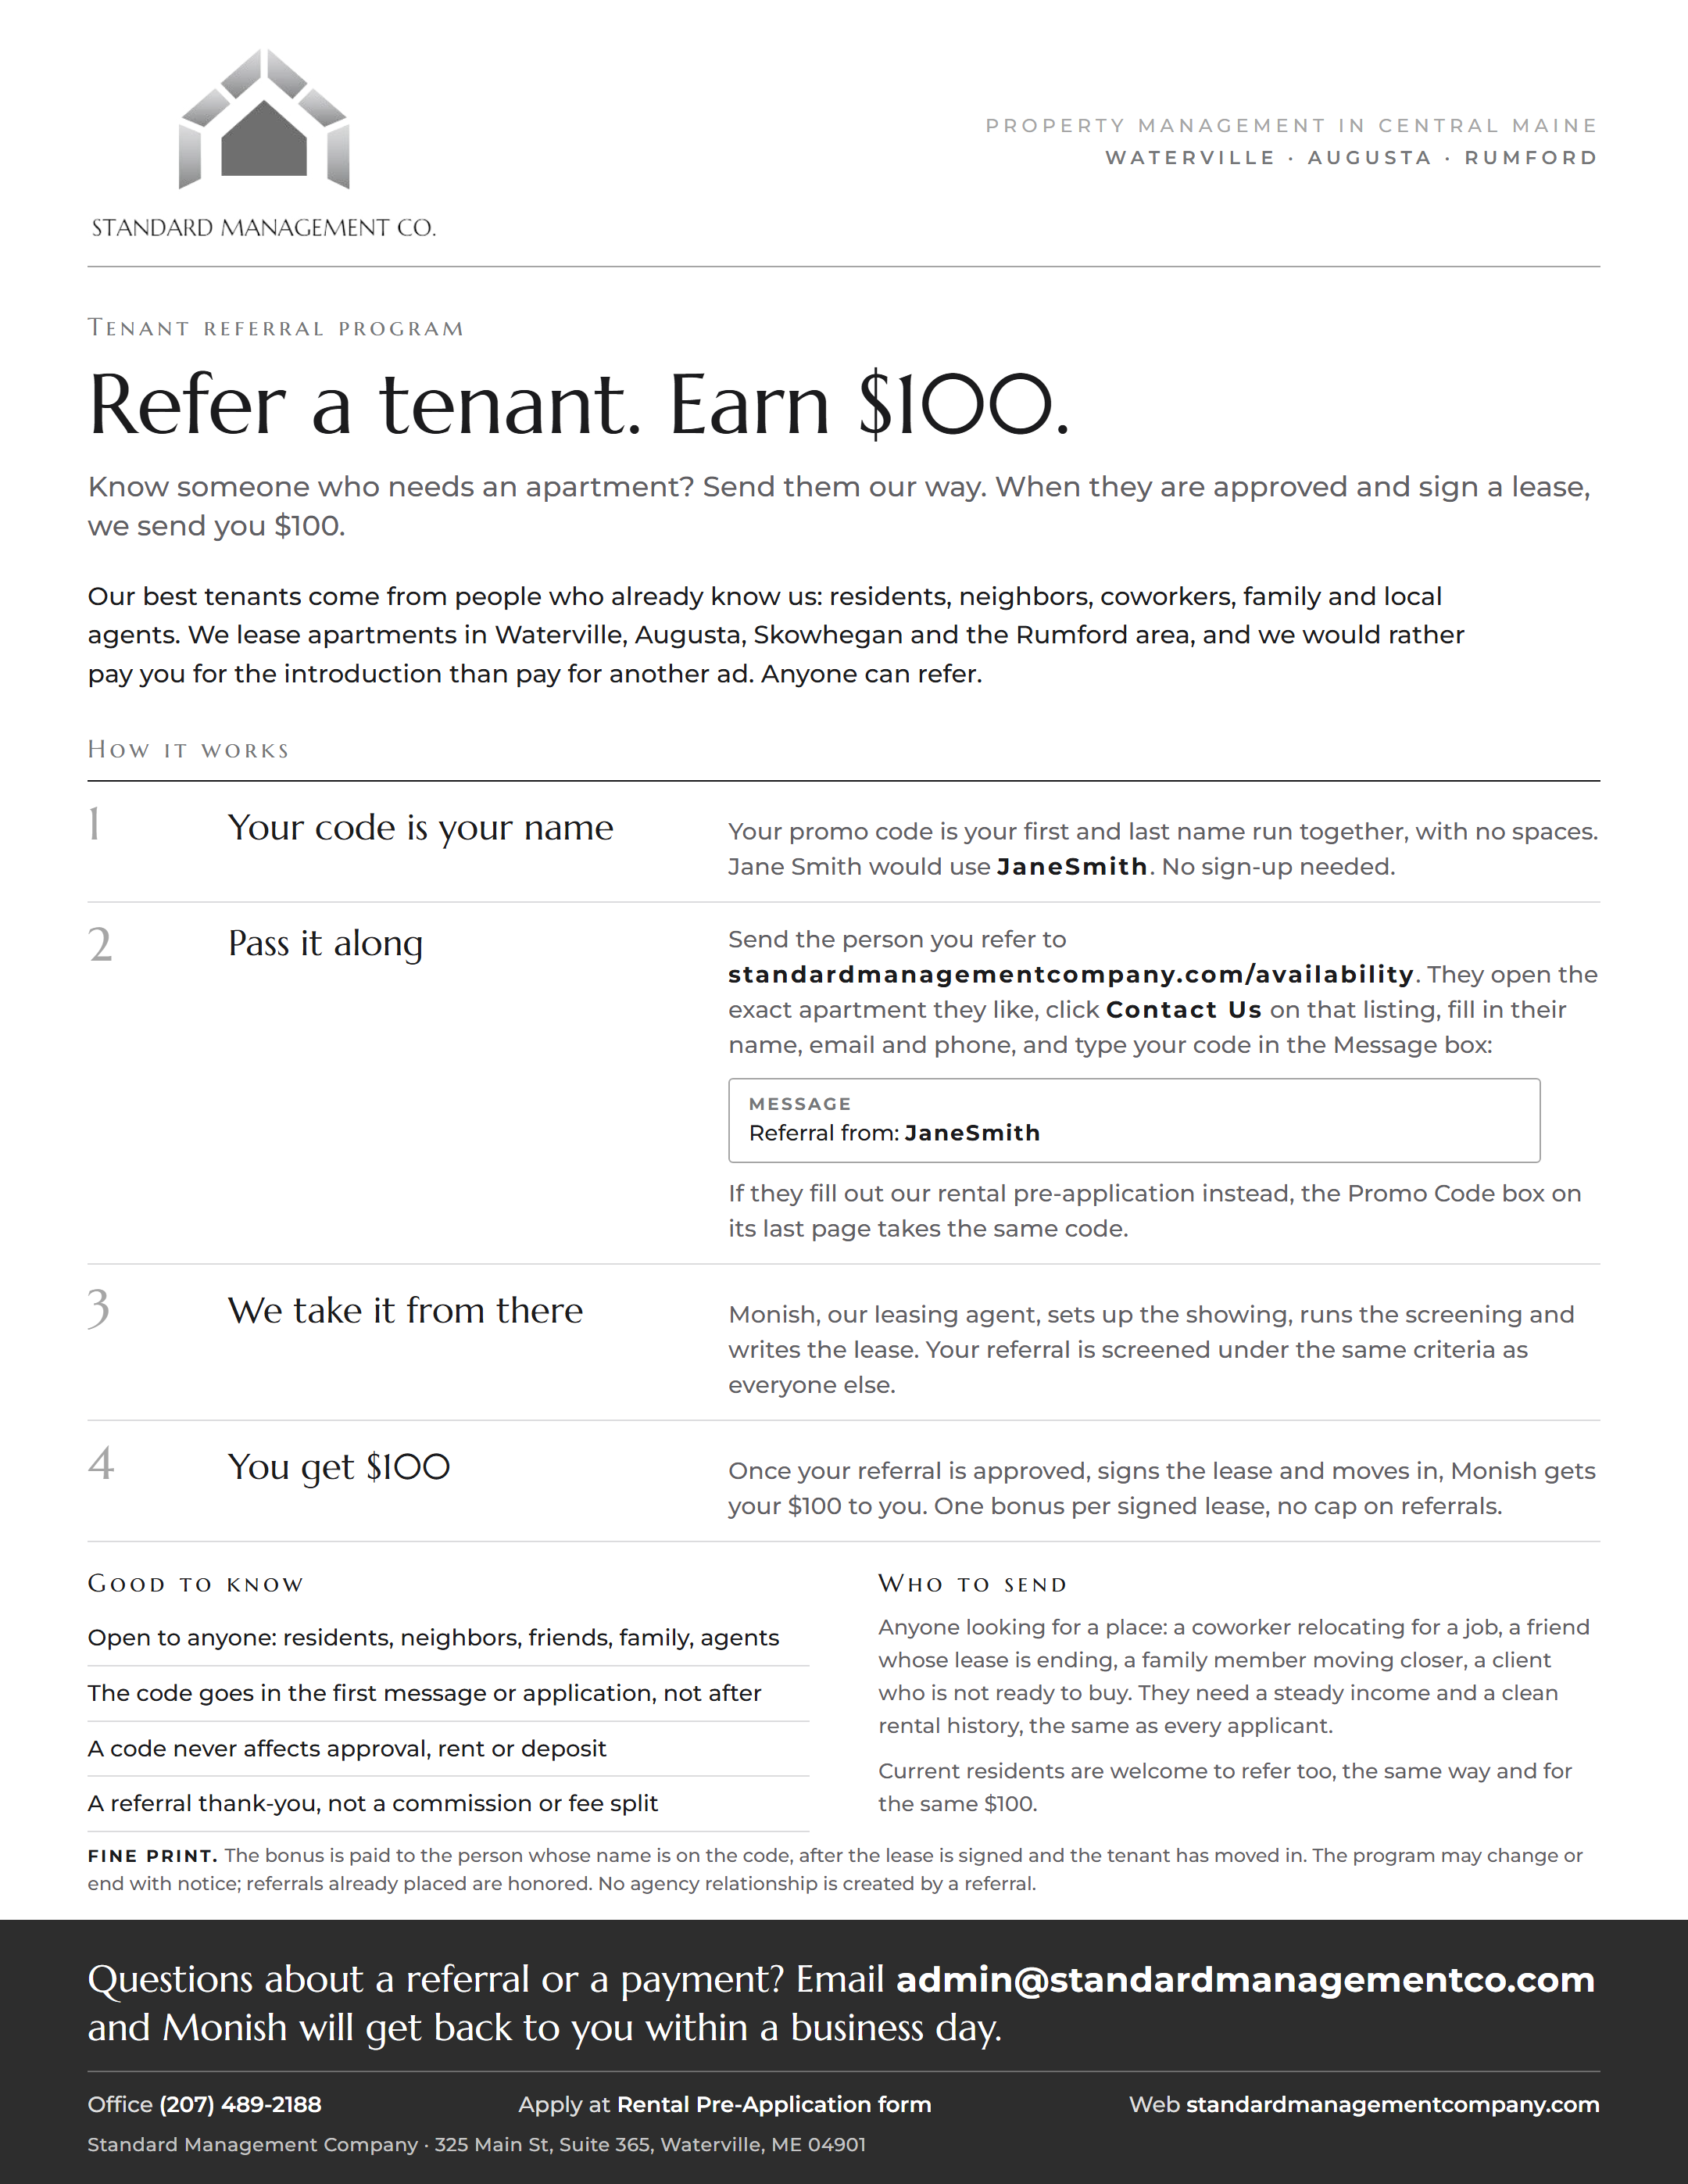 STANDARD MANAGEMENT CO.
PROPERTY MANAGEMENT IN CENTRAL MAINE
WATERVILLE · AUGUSTA · RUMFORD
Tenant referral program
Refer a tenant. Earn $100.
Know someone who needs an apartment? Send them our way. When they are approved and sign a lease,
we send you $100.
Our best tenants come from people who already know us: residents, neighbors, coworkers, family and local
agents. We lease apartments in Waterville, Augusta, Skowhegan and the Rumford area, and we would rather
pay you for the introduction than pay for another ad. Anyone can refer.
How it works
1
Your code is your name
Your promo code is your first and last name run together, with no spaces.
Jane Smith would use JaneSmith. No sign-up needed.
2
Pass it along
Send the person you refer to
standardmanagementcompany.com/availability. They open the
exact apartment they like, click Contact Us on that listing, fill in their
name, email and phone, and type your code in the Message box:
MESSAGE
Referral from: JaneSmith
If they fill out our rental pre-application instead, the Promo Code box on
its last page takes the same code.
3
We take it from there
Monish, our leasing agent, sets up the showing, runs the screening and
writes the lease. Your referral is screened under the same criteria as
everyone else.
4
You get $100
Once your referral is approved, signs the lease and moves in, Monish gets
your $100 to you. One bonus per signed lease, no cap on referrals.
Good to know
Open to anyone: residents, neighbors, friends, family, agents
The code goes in the first message or application, not after
A code never affects approval, rent or deposit
A referral thank-you, not a commission or fee split
Who to send
Anyone looking for a place: a coworker relocating for a job, a friend
whose lease is ending, a family member moving closer, a client
who is not ready to buy. They need a steady income and a clean
rental history, the same as every applicant.
Current residents are welcome to refer too, the same way and for
the same $100.
FINE PRINT. The bonus is paid to the person whose name is on the code, after the lease is signed and the tenant has moved in. The program may change or
end with notice; referrals already placed are honored. No agency relationship is created by a referral.
Questions about a referral or a payment? Email admin@standardmanagementco.com
and Monish will get back to you within a business day.
Office (207) 489-2188
Apply at Rental Pre-Application form
Web standardmanagementcompany.com
Standard Management Company · 325 Main St, Suite 365, Waterville, ME 04901